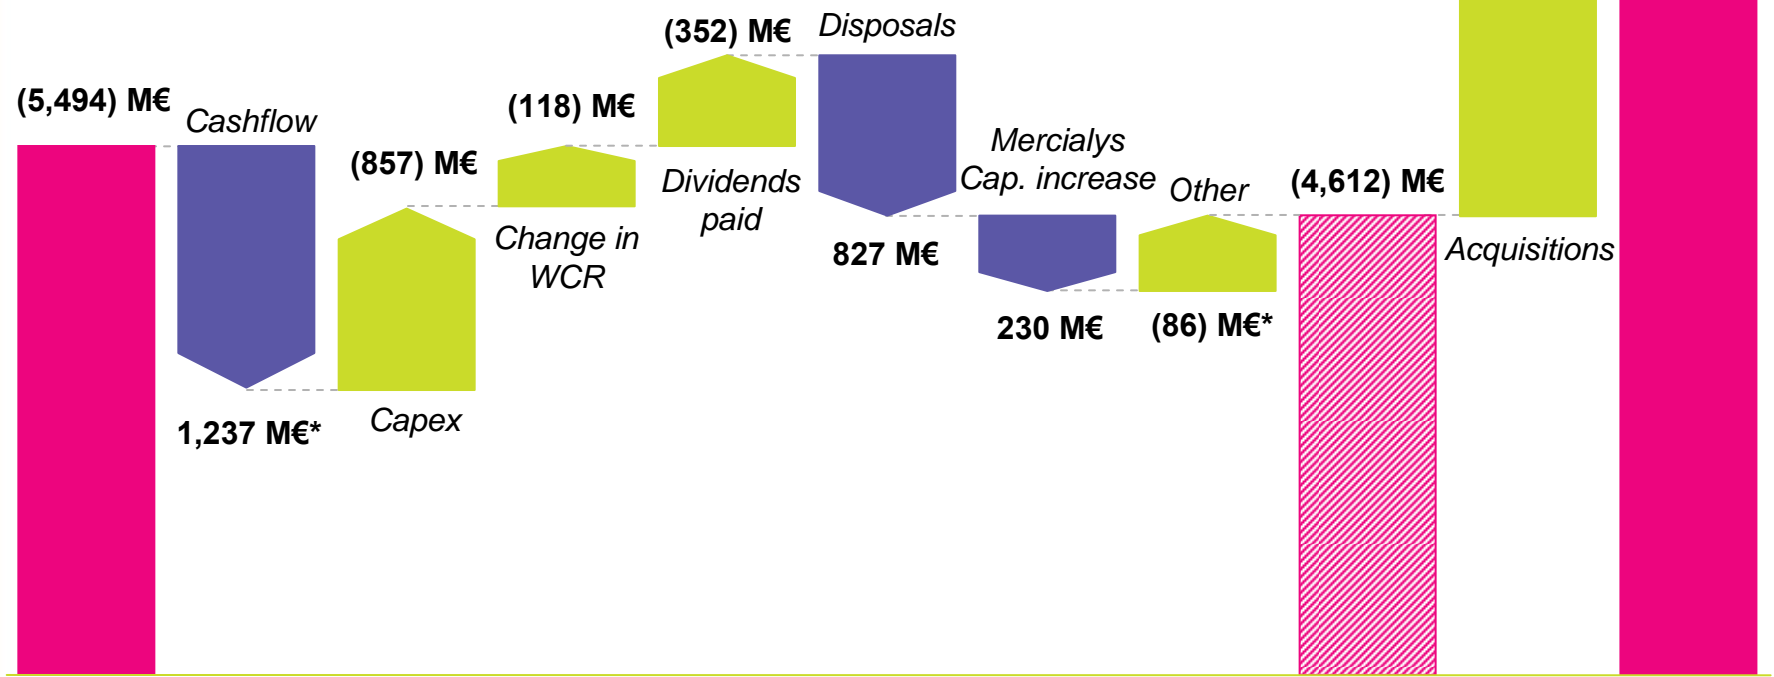 (5,494) M€
Cashflow
1,237 M€*
(857) M€
Capex
(118) M€
Change in
WCR
(352) M€
Dividends
paid
Disposals
827 M€
Mercialys
Cap. increase
230 M€
Other
(86) M€*
(4,612) M€
Acquisitions